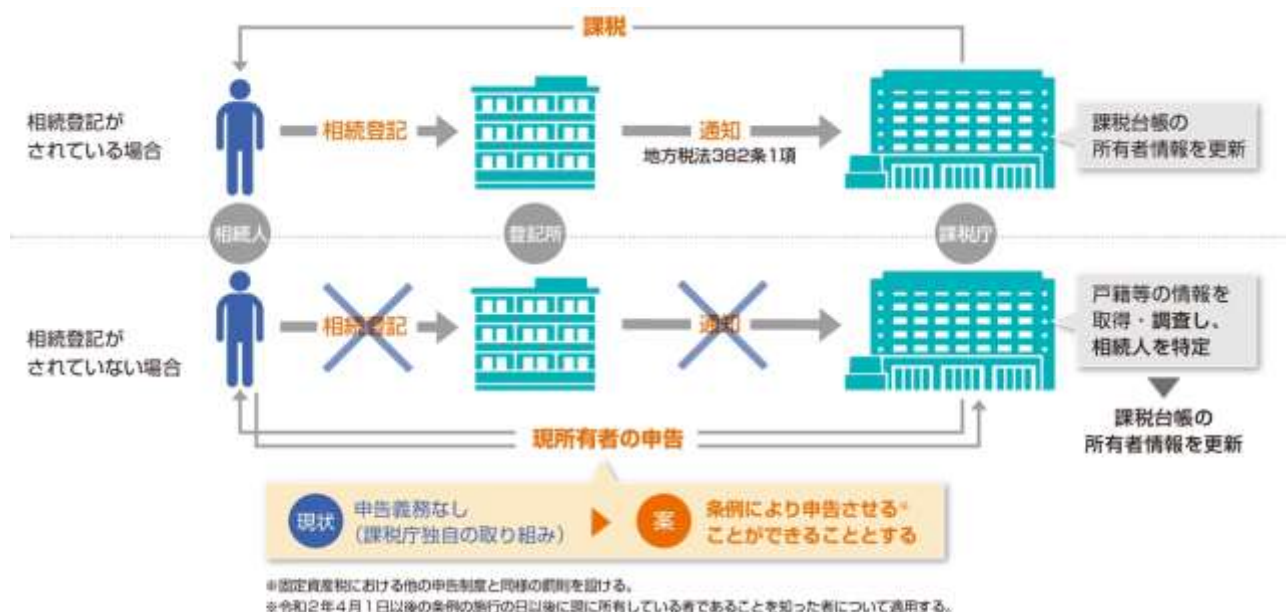 課税
相続登記が
されている場合
相続登記
通知
地方税法382条1項
課税台帳の
所有者情報を更新
相続人
登記所
課税庁
相続登記が
されていない場合
相続登記
通知
戸籍等の情報を
取得・調査し、
相続人を特定
課税台帳の
所有者情報を更新
現所有者の申告
現状
申告義務なし
(課税庁独自の取り組み)
案
条例により申告させる※
ことができることとする
※固定資産税における他の申告制度と同様の罰則を設ける。
※令和2年4月1日以後の条例の施行の日以後に現に所有している者であることを知った者について適用する。